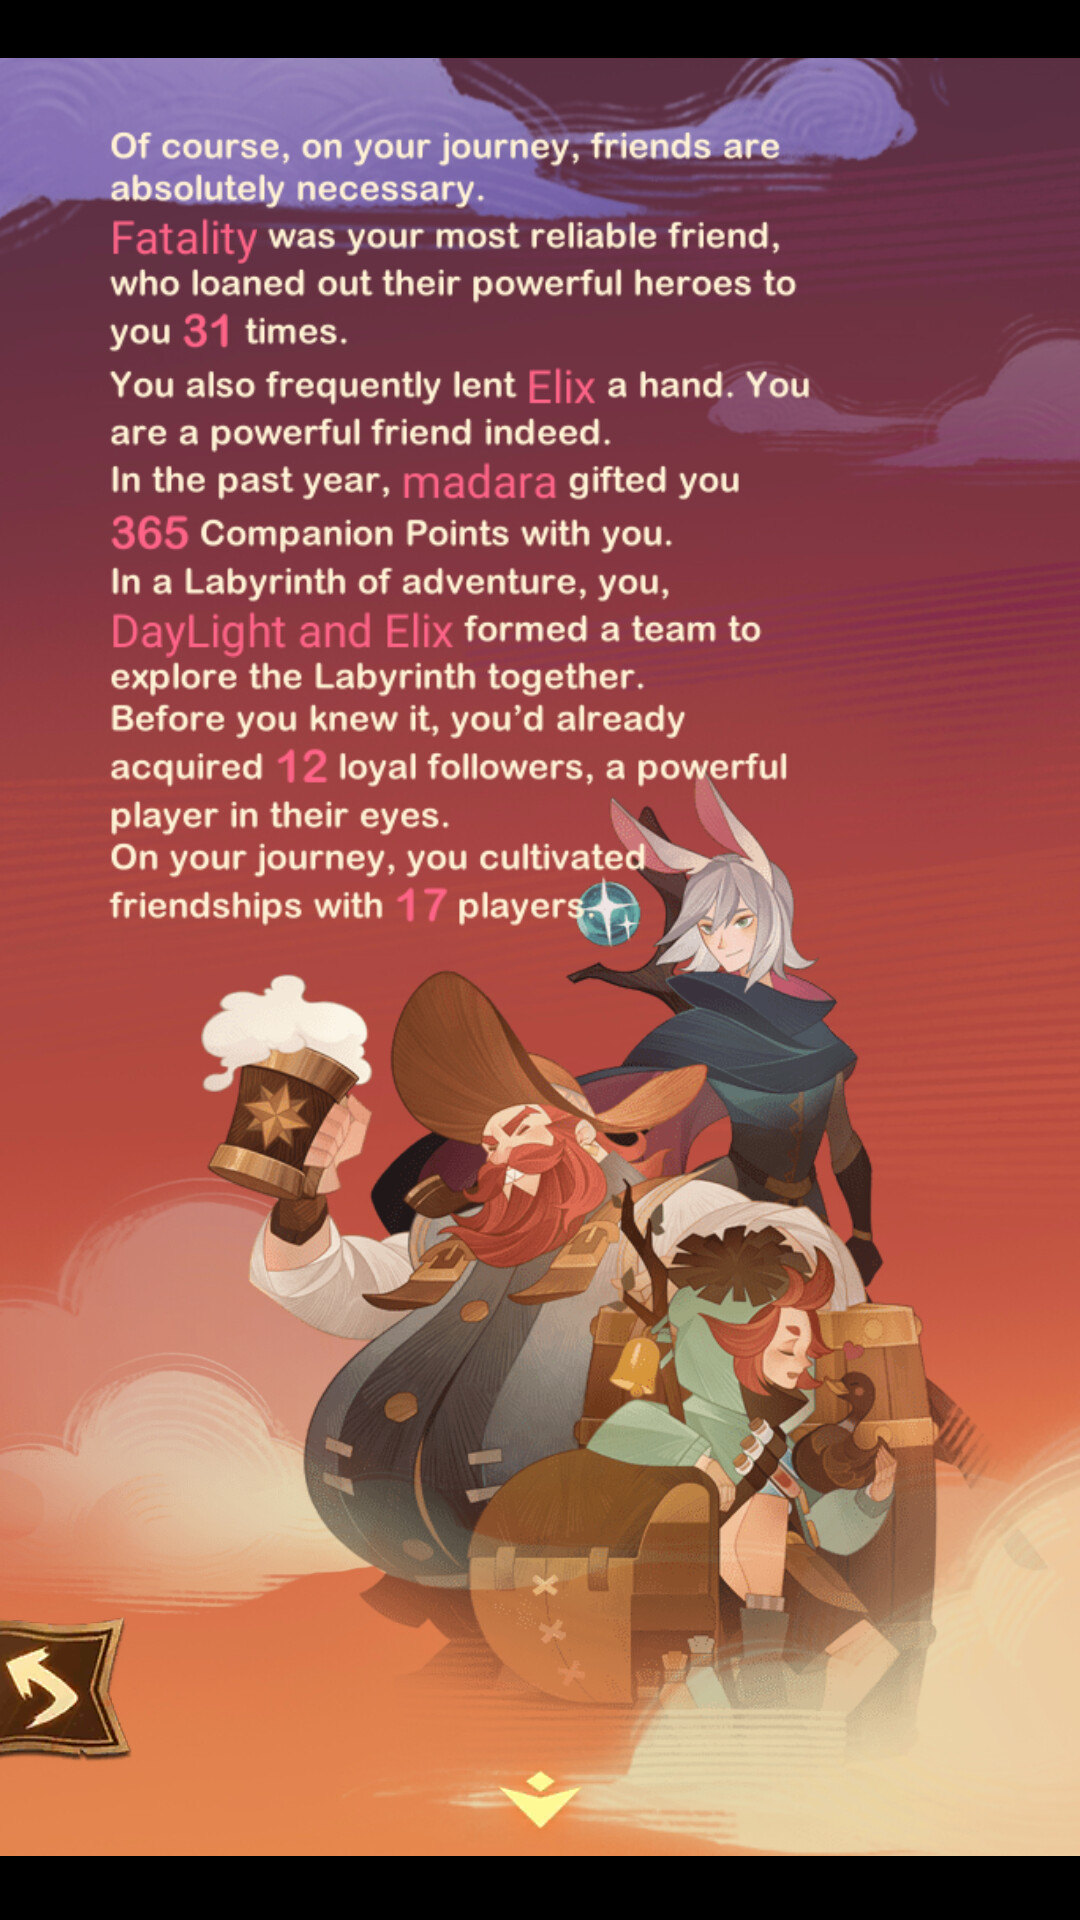 Of course, on your journey, friends are
absolutely necessary.
Fatality was your most reliable friend,
who loaned out their powerful heroes to
you 31 times.
You also frequently lent Elix a hand. You
are a powerful friend indeed.
In the past year, madara gifted you
365 Companion Points with you.
In a Labyrinth of adventure, you,
DayLight and Elix formed a team to
explore the Labyrinth together.
Before you knew it, you’d already
acquired 12 loyal followers, a powerful
player in their eyes.
On your journey, you cultivated
friendships with 17 players.